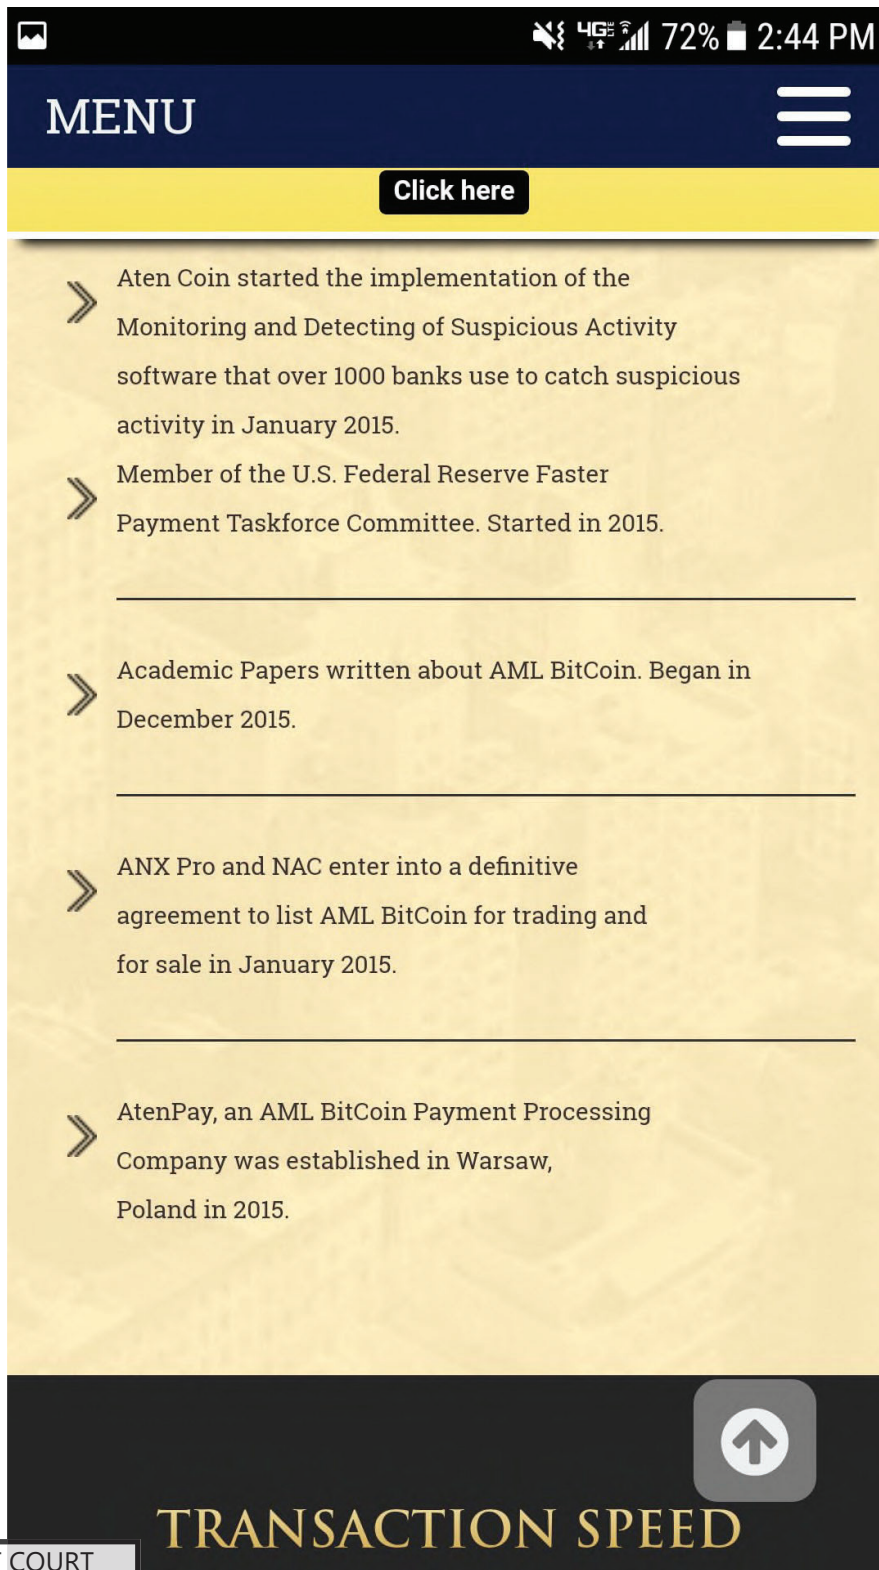 4G LTE 72% 2:44 PM
MENU
Click here
Aten Coin started the implementation of the
Monitoring and Detecting of Suspicious Activity
software that over 1000 banks use to catch suspicious
activity in January 2015.
Member of the U.S. Federal Reserve Faster
Payment Taskforce Committee. Started in 2015.
Academic Papers written about AML BitCoin. Began in
December 2015.
ANX Pro and NAC enter into a definitive
agreement to list AML BitCoin for trading and
for sale in January 2015.
AtenPay, an AML BitCoin Payment Processing
Company was established in Warsaw,
Poland in 2015.
TRANSACTION SPEED
COURT